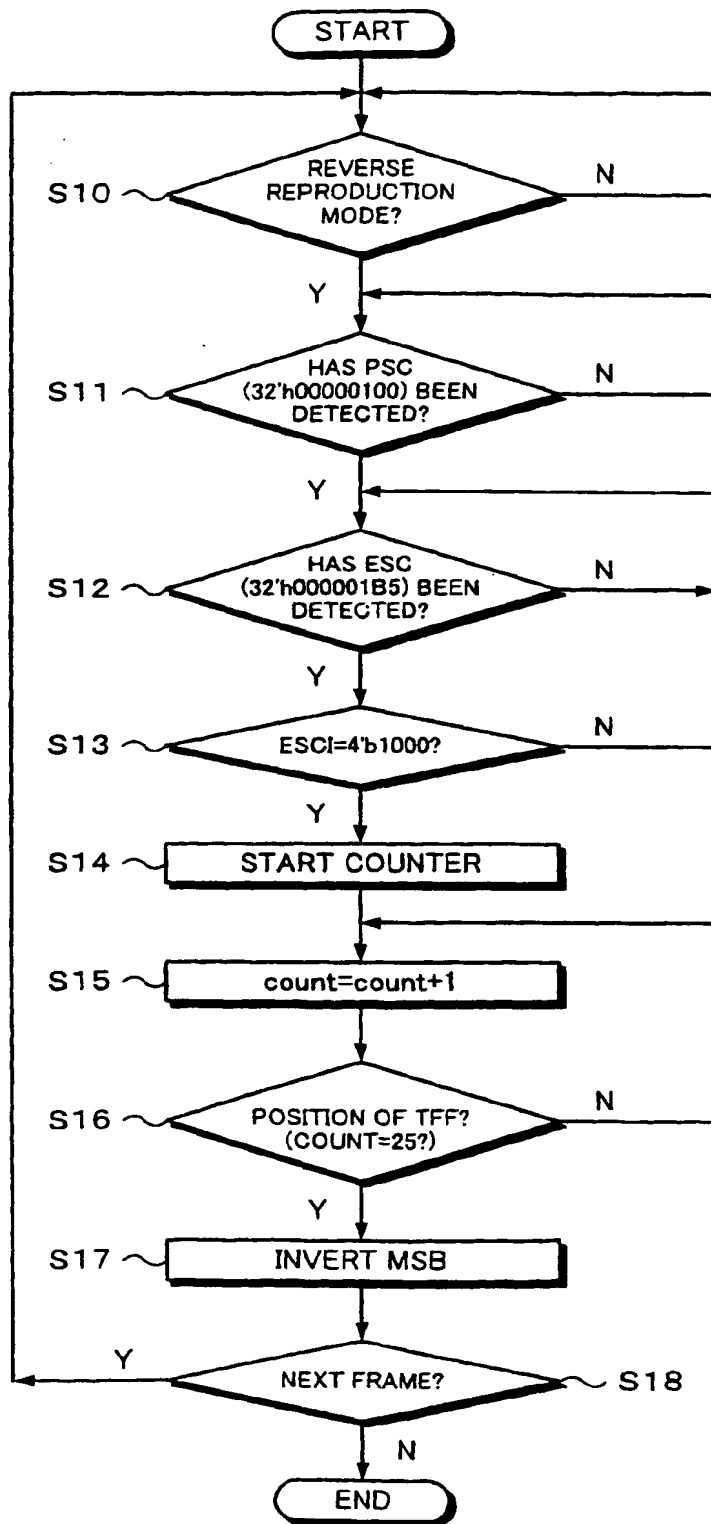 START
REVERSE
REPRODUCTION
MODE?
S10
N
Y
HAS PSC
(32'h00000100) BEEN
DETECTED?
S11
N
Y
HAS ESC
(32'h000001B5) BEEN
DETECTED?
S12
N
Y
ESCI=4'b1000?
S13
N
Y
S14
START COUNTER
S15
count=count+1
S16
POSITION OF TFF?
(COUNT=25?)
N
Y
S17
INVERT MSB
Y
NEXT FRAME?
S18
N
END